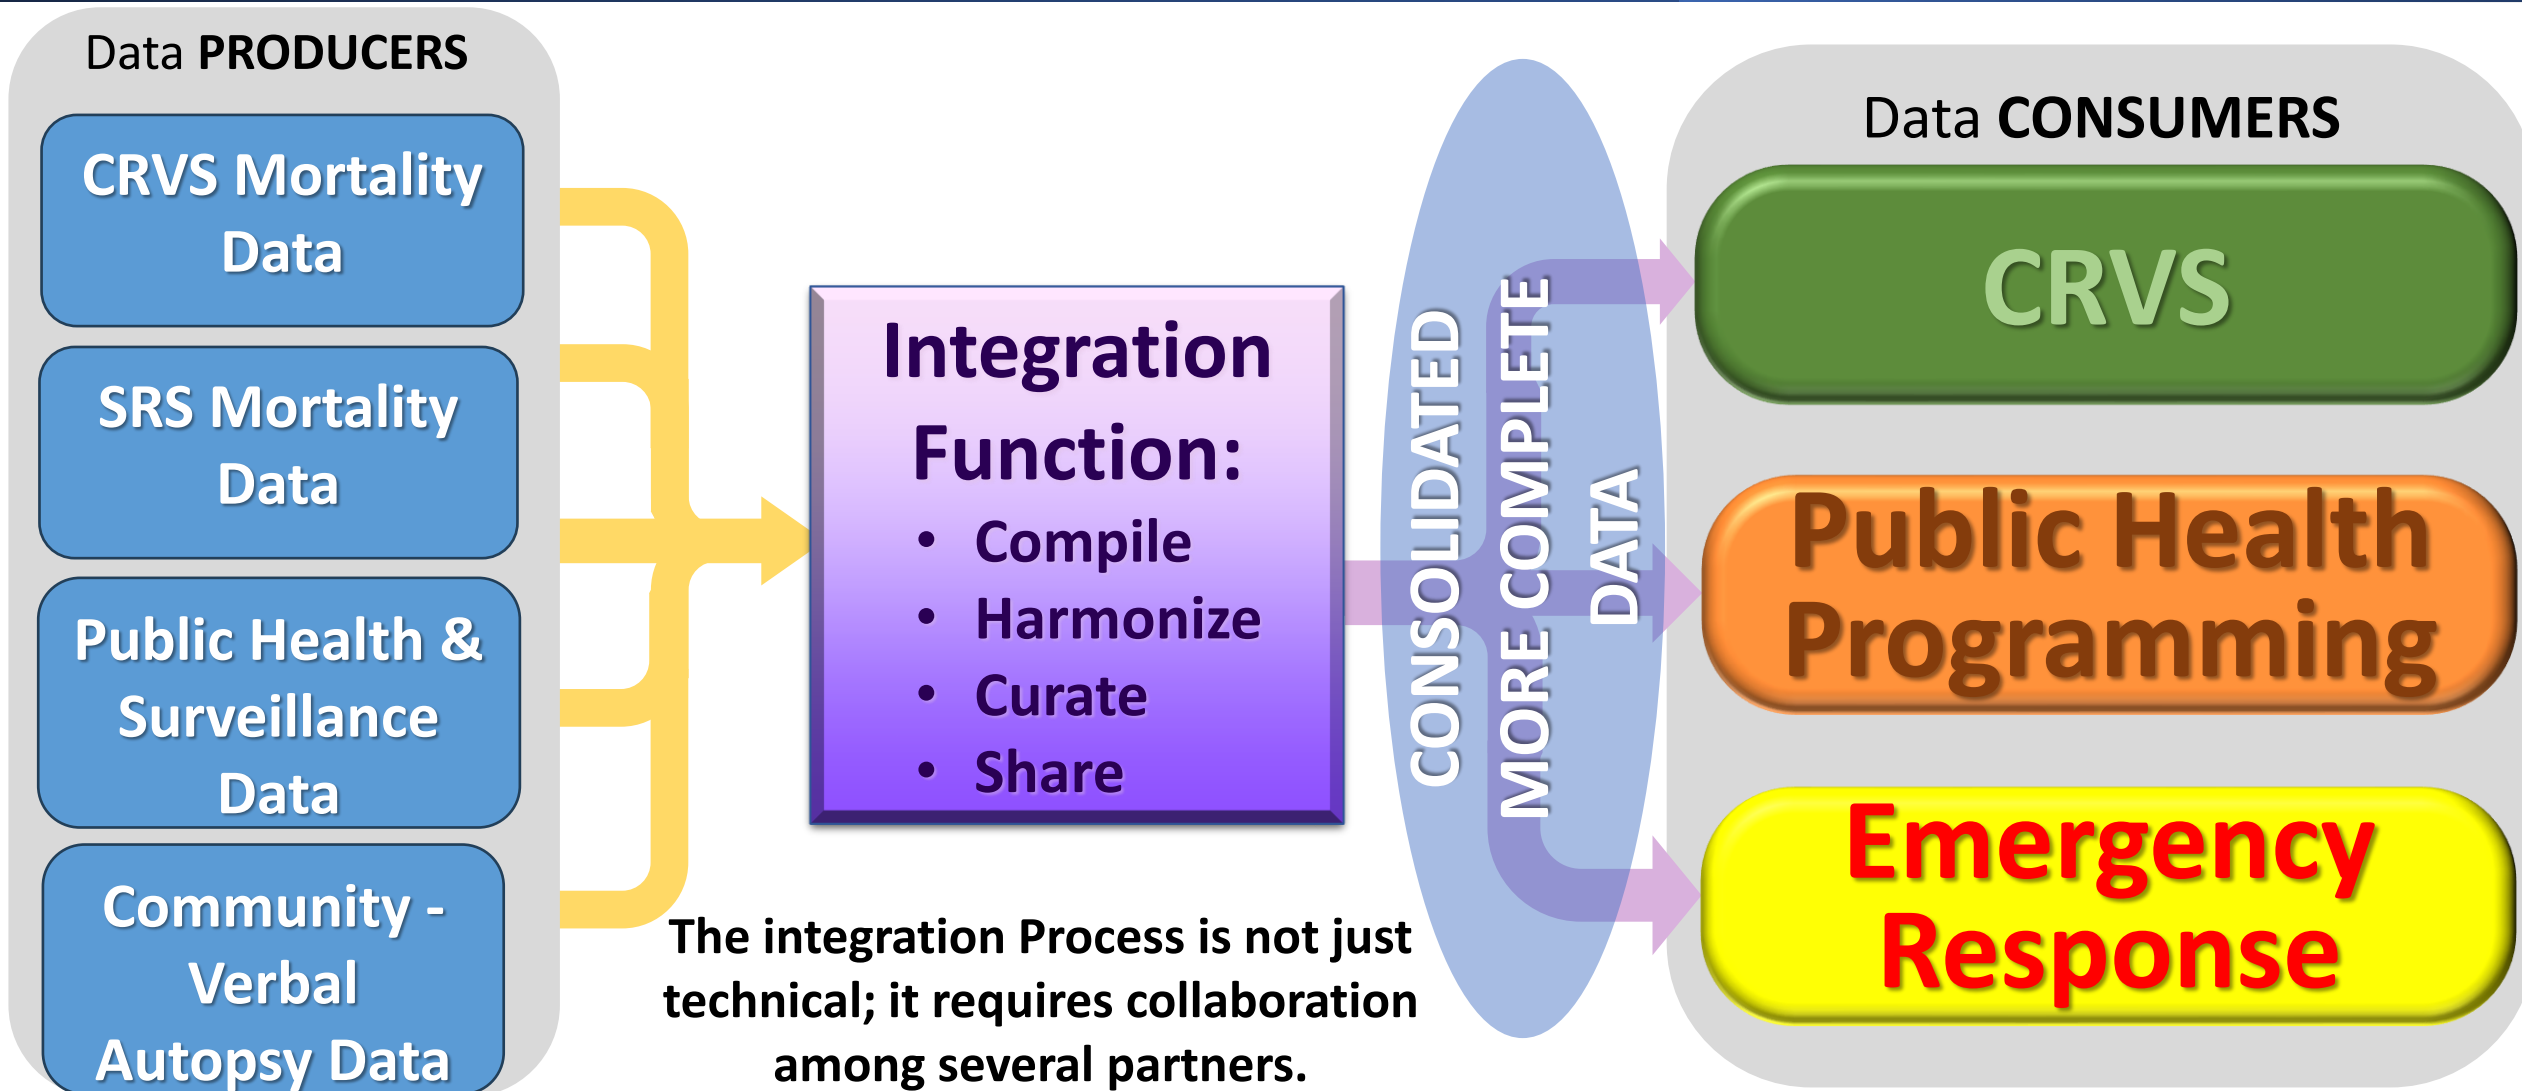 Data PRODUCERS
CRVS Mortality
Data
SRS Mortality
Data
Public Health &
Surveillance
Data
Community -
Verbal
Autopsy Data
Integration
Function:
• Compile
• Harmonize
• Curate
• Share
The integration Process is not just
technical; it requires collaboration
among several partners.
CONSOLIDATED
MORE COMPLETE
DATA
Data CONSUMERS
CRVS
Public Health
Programming
Emergency
Response